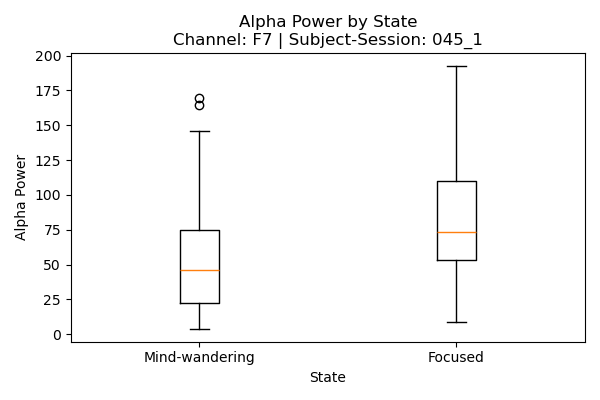 Alpha Power by State
Channel: F7 | Subject-Session: 045_1
200
175
150
125
100
75
50
25
0
Alpha Power
Mind-wandering
Focused
State